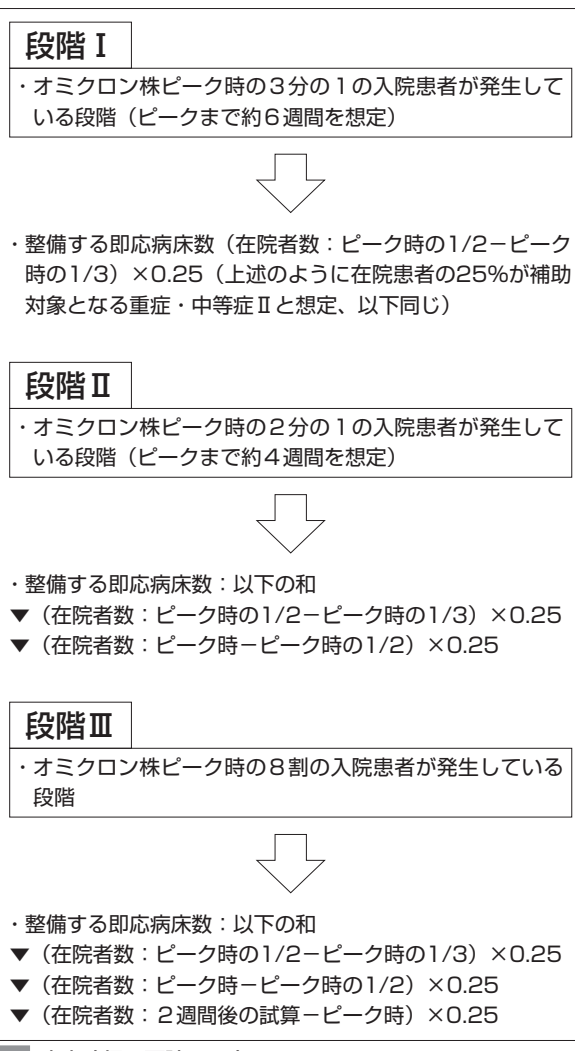 段階Ⅰ
・オミクロン株ピーク時の3分の1の入院患者が発生して
いる段階（ピークまで約6週間を想定）
・整備する即応病床数（在院者数：ピーク時の1/2－ピーク
時の1/3）×0.25（上述のように在院患者の25%が補助
対象となる重症・中等症Ⅱと想定、以下同じ）
段階Ⅱ
・オミクロン株ピーク時の2分の1の入院患者が発生して
いる段階（ピークまで約4週間を想定）
・整備する即応病床数：以下の和
▼（在院者数：ピーク時の1/2－ピーク時の1/3）×0.25
▼（在院者数：ピーク時－ピーク時の1/2）×0.25
段階Ⅲ
・オミクロン株ピーク時の8割の入院患者が発生している
段階
・整備する即応病床数：以下の和
▼（在院者数：ピーク時の1/2－ピーク時の1/3）×0.25
▼（在院者数：ピーク時－ピーク時の1/2）×0.25
▼（在院者数：2週間後の試算－ピーク時）×0.25